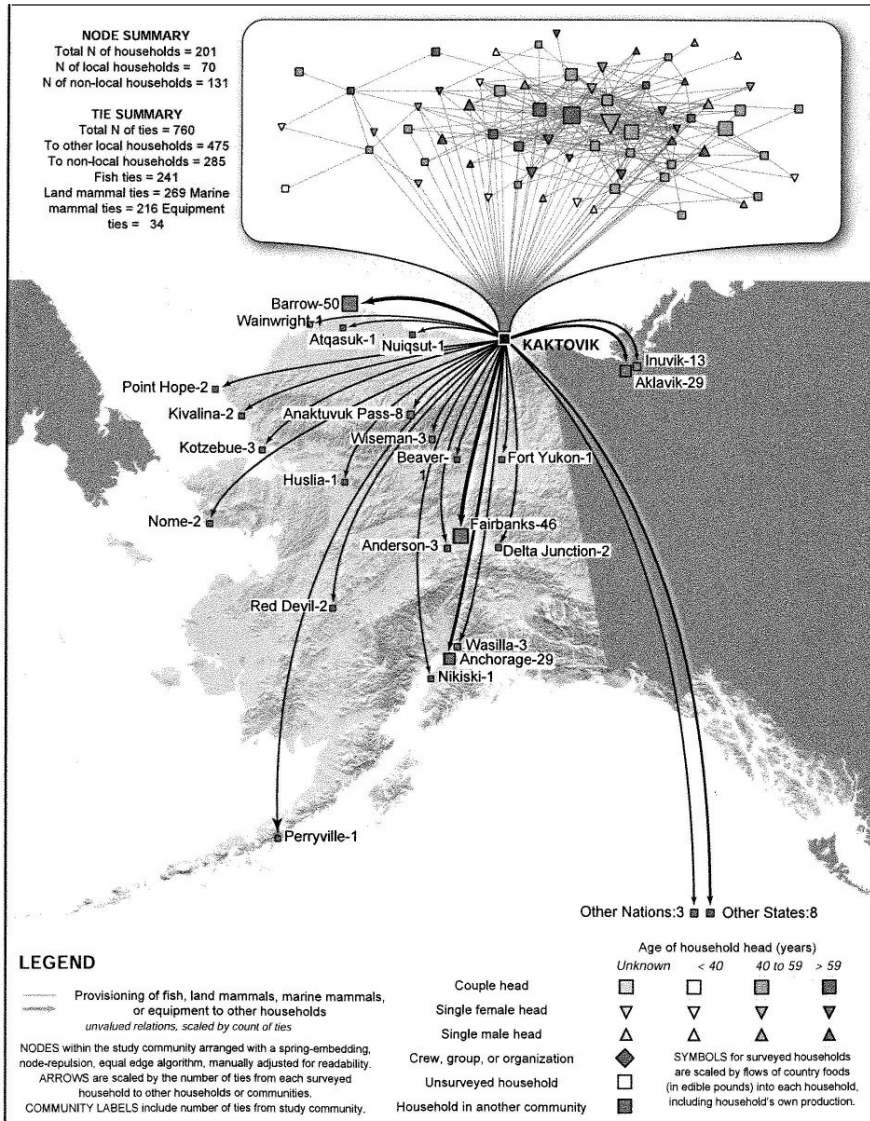 NODE SUMMARY
Total N of households = 201
N of local households = 70
N of non-local households = 131
TIE SUMMARY
Total N of ties = 760
To other local households = 475
To non-local households = 285
Fish ties = 241
Land mammal ties = 269 Marine
mammal ties = 216 Equipment
ties = 34
Barrow-50
Wainwright-1
Atqasuk-1
Nuiqsut-1
KAKTOVIK
Inuvik-13
Aklavik-29
Point Hope-2
Kivalina-2
Anaktuvuk Pass-8
Kotzebue-3
Wiseman-3
Beaver-
1
Fort Yukon-1
Huslia-1
Nome-2
Fairbanks-46
Anderson-3
Delta Junction-2
Red Devil-2
Wasilla-3
Anchorage-29
Nikiski-1
Perryville-1
Other Nations:3
Other States:8
LEGEND
Provisioning of fish, land mammals, marine mammals,
or equipment to other households
unvalued relations, scaled by count of ties
NODES within the study community arranged with a spring-embedding,
node-repulsion, equal edge algorithm, manually adjusted for readability.
ARROWS are scaled by the number of ties from each surveyed
household to other households or communities.
COMMUNITY LABELS include number of ties from study community.
Age of household head (years)
Unknown < 40 40 to 59 > 59
Couple head
Single female head
Single male head
Crew, group, or organization
Unsurveyed household
Household in another community
SYMBOLS for surveyed households
are scaled by flows of country foods
(in edible pounds) into each household,
including household's own production.